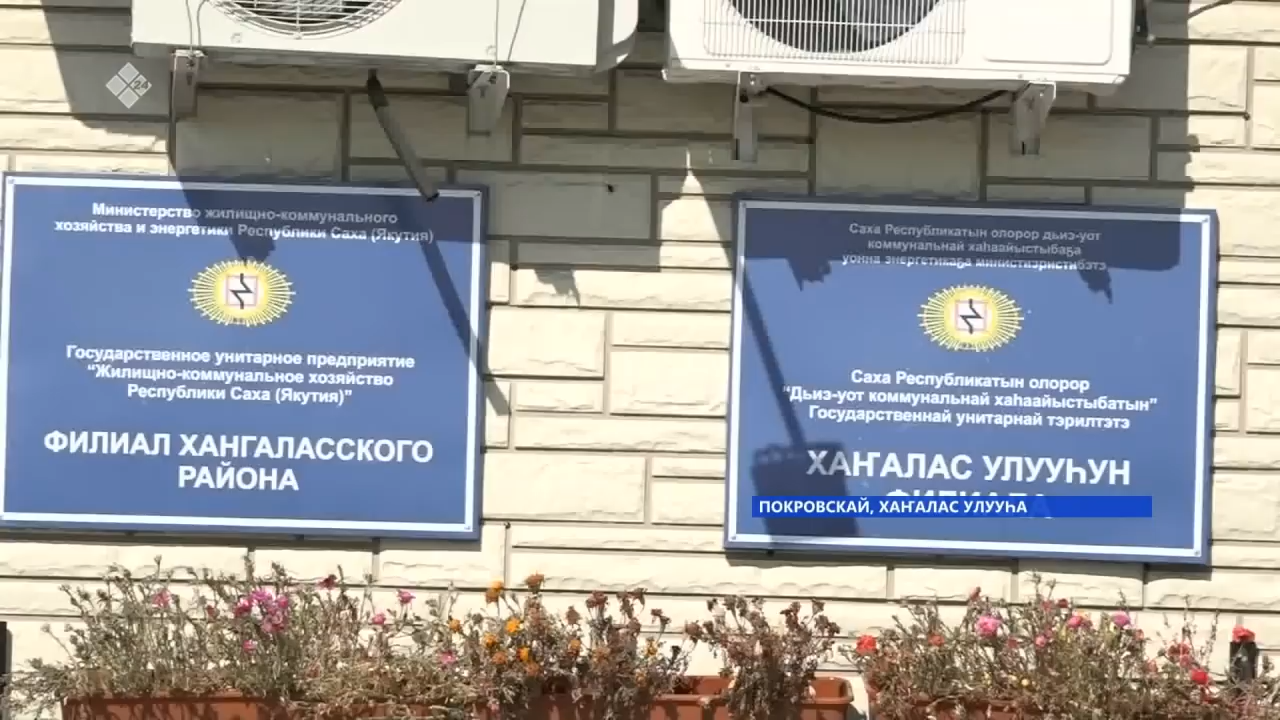 24
Министерство жилищно-коммунального
хозяйства и энергетики Республики Саха (Якутия)
Государственное унитарное предприятие
“Жилищно-коммунальное хозяйство
Республики Саха (Якутия)”
ФИЛИАЛ ХАНГАЛАССКОГО
РАЙОНА
Саха Республикатын олорор дьиэ-уот
коммунальнай хаһаайыстыбаҕа
уонна энергетикаҕа министиэристибэтэ
Саха Республикатын олорор
“Дьиэ-уот коммунальнай хаһаайыстыбатын”
Государственнай унитарнай тэрилтэтэ
ХАҤАЛАС УЛУУҺУН
ПОКРОВСКАЙ, ХАҤАЛАС УЛУУҺА